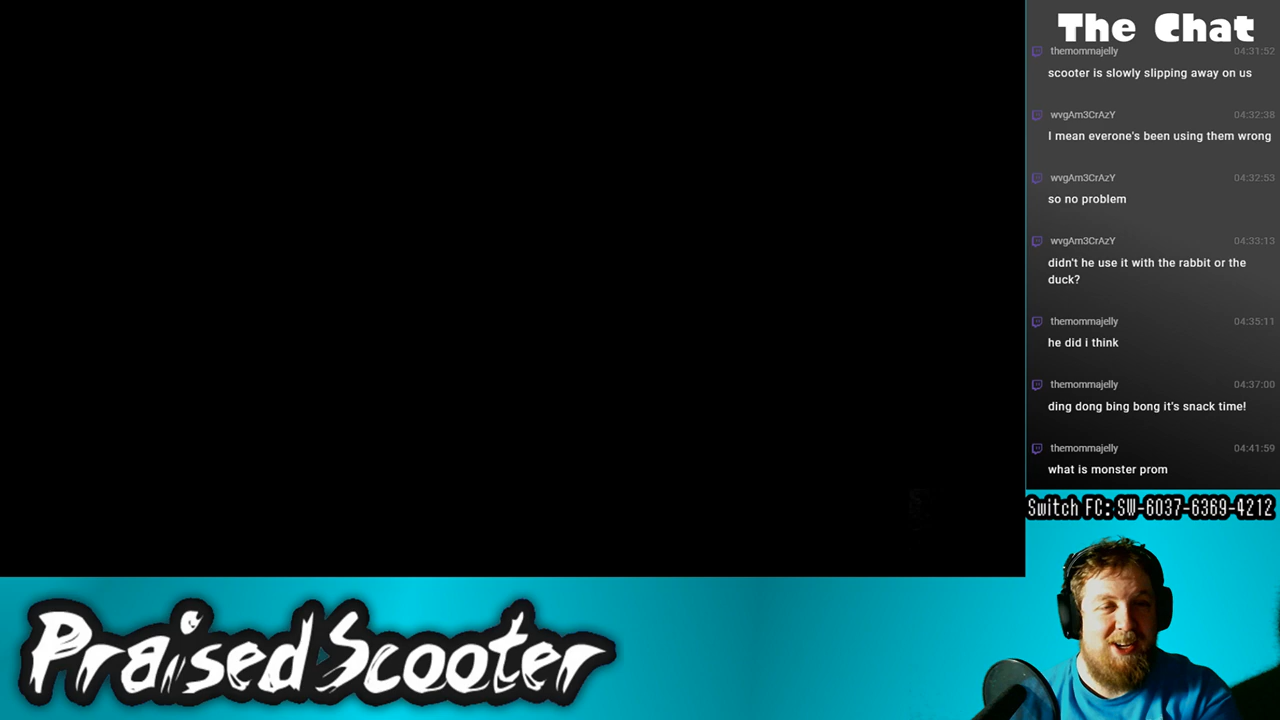 The Chat
themommajelly 04:31:52
scooter is slowly slipping away on us
wvgAm3CrAzY 04:32:38
I mean everone's been using them wrong
wvgAm3CrAzY 04:32:53
so no problem
wvgAm3CrAzY 04:33:13
didn't he use it with the rabbit or the
duck?
themommajelly 04:35:11
he did i think
themommajelly 04:37:00
ding dong bing bong it's snack time!
themommajelly 04:41:59
what is monster prom
Switch FC: SW-6037-6369-4212
PraisedScooter